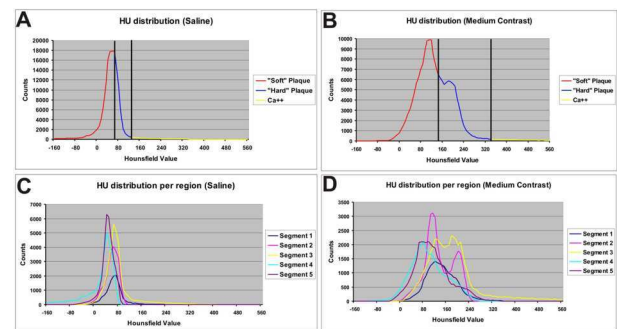 A
HU distribution (Saline)
20000
18000
16000
14000
12000
10000
8000
6000
4000
2000
0
Counts
-160 -80 0 80 160 240 320 400 480 560
Hounsfield Value
"Soft" Plaque
"Hard" Plaque
Ca++
B
HU distribution (Medium Contrast)
10000
9000
8000
7000
6000
5000
4000
3000
2000
1000
0
Counts
-160 -80 0 80 160 240 320 400 480 560
Hounsfield Value
"Soft" Plaque
"Hard" Plaque
Ca++
C
HU distribution per region (Saline)
7000
6000
5000
4000
3000
2000
1000
0
Counts
-160 -80 0 80 160 240 320 400 480 560
Hounsfield Value
Segment 1
Segment 2
Segment 3
Segment 4
Segment 5
D
HU distribution per region (Medium Contrast)
3500
3000
2500
2000
1500
1000
500
0
Counts
-160 -80 0 80 160 240 320 400 480 560
Hounsfield Value
Segment 1
Segment 2
Segment 3
Segment 4
Segment 5